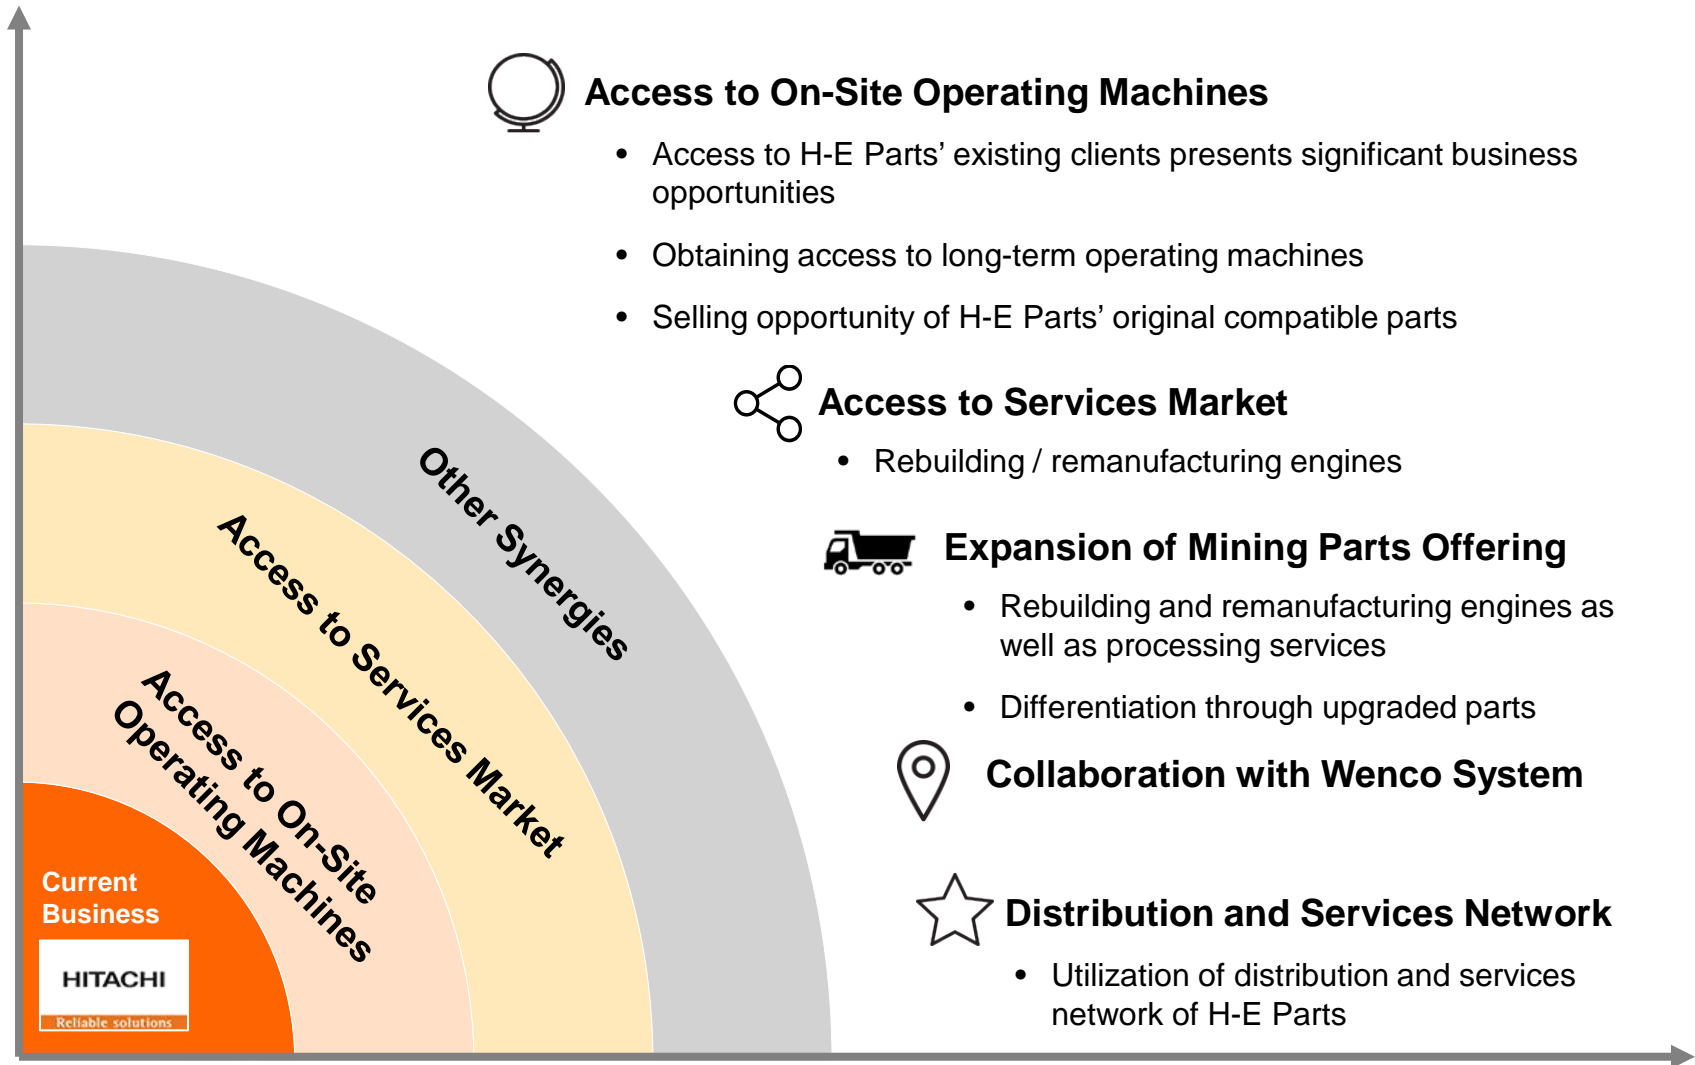 Access to On-Site Operating Machines
• Access to H-E Parts’ existing clients presents significant business
opportunities
• Obtaining access to long-term operating machines
• Selling opportunity of H-E Parts’ original compatible parts
Access to Services Market
• Rebuilding / remanufacturing engines
Expansion of Mining Parts Offering
• Rebuilding and remanufacturing engines as
well as processing services
• Differentiation through upgraded parts
Collaboration with Wenco System
Distribution and Services Network
• Utilization of distribution and services
network of H-E Parts
Other Synergies
Access to Services Market
Access to On-Site
Operating Machines
Current
Business
HITACHI
Reliable solutions